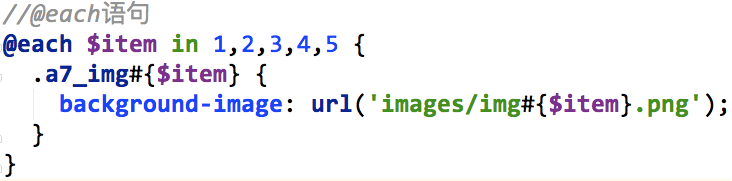 //@each语句
@each $item in 1,2,3,4,5 {
  .a7_img#{$item} {
    background-image: url('images/img#{$item}.png');
  }
}